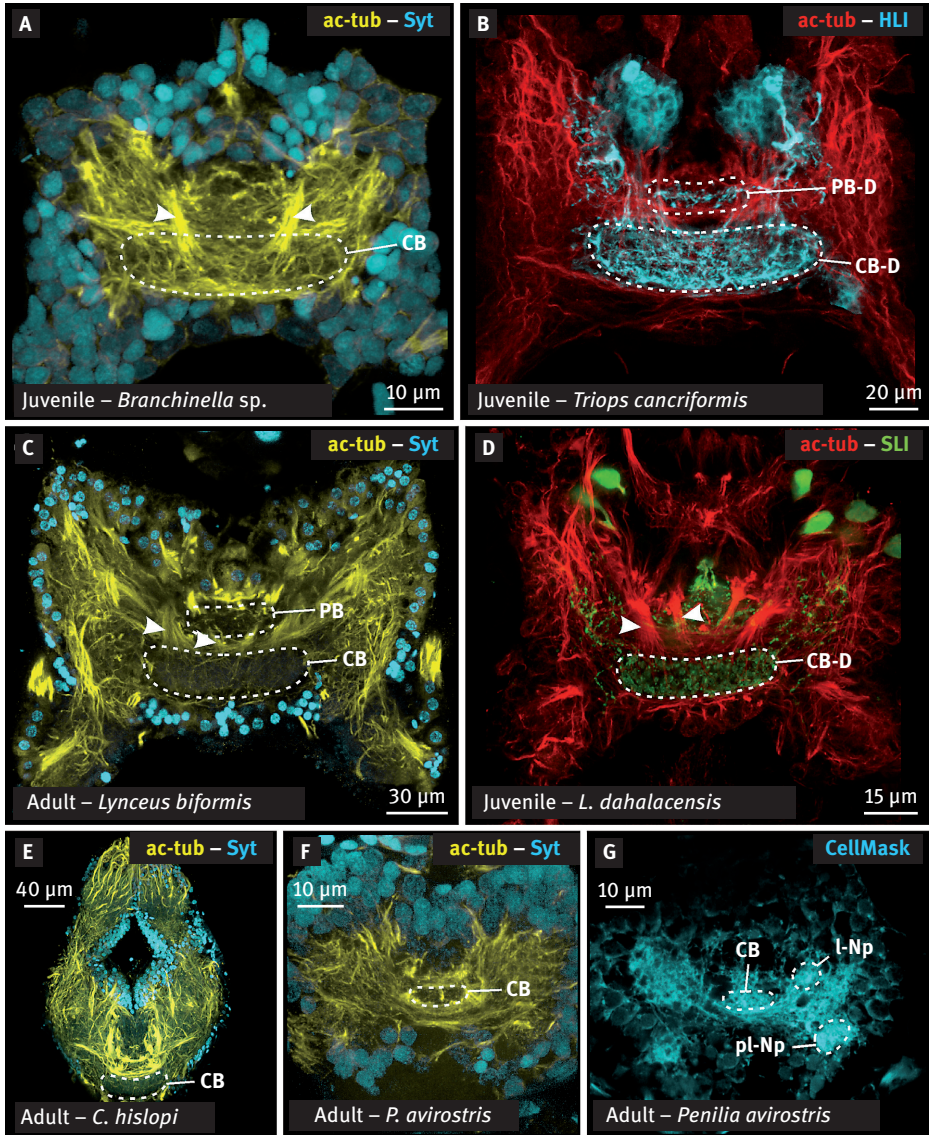 A
ac-tub – Syt
CB
Juvenile – Branchinella sp.
10 µm
B
ac-tub – HLI
PB-D
CB-D
Juvenile – Triops cancriformis
20 µm
C
ac-tub – Syt
PB
CB
Adult – Lynceus biformis
30 µm
D
ac-tub – SLI
CB-D
Juvenile – L. dahalacensis
15 µm
E
ac-tub – Syt
40 µm
CB
Adult – C. hislopi
F
ac-tub – Syt
10 µm
CB
Adult – P. avirostris
G
CellMask
10 µm
CB
l-Np
pl-Np
Adult – Penilia avirostris